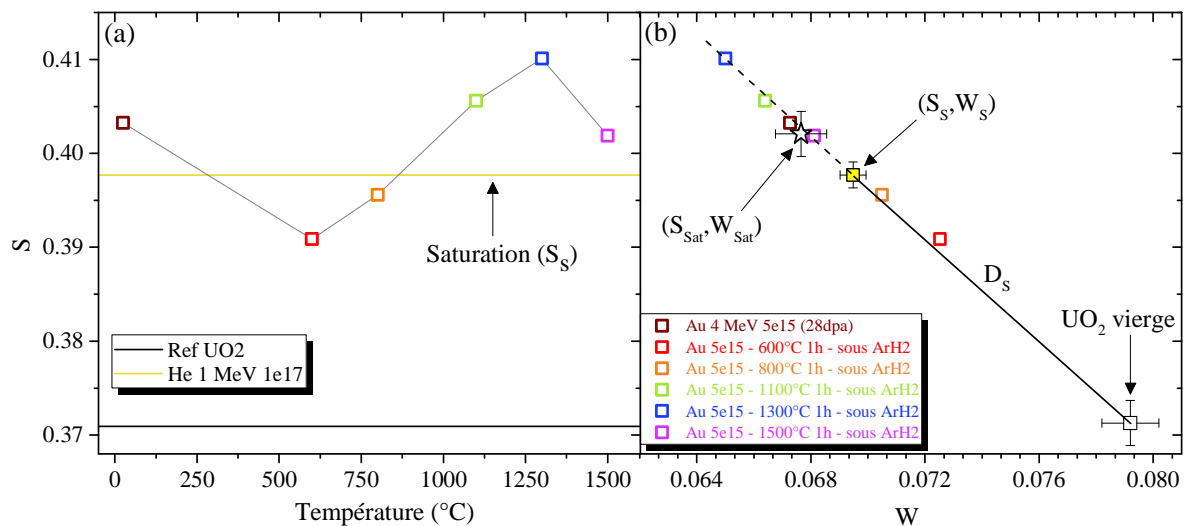 (a)
0.41
0.40
0.39
0.38
0.37
S
Saturation (S_S)
Ref UO2
He 1 MeV 1e17
0 250 500 750 1000 1250 1500
Température (°C)
(b)
(S_S,W_S)
(S_Sat,W_Sat)
D_S
UO₂ vierge
Au 4 MeV 5e15 (28dpa)
Au 5e15 - 600°C 1h - sous ArH2
Au 5e15 - 800°C 1h - sous ArH2
Au 5e15 - 1100°C 1h - sous ArH2
Au 5e15 - 1300°C 1h - sous ArH2
Au 5e15 - 1500°C 1h - sous ArH2
0.064 0.068 0.072 0.076 0.080
W